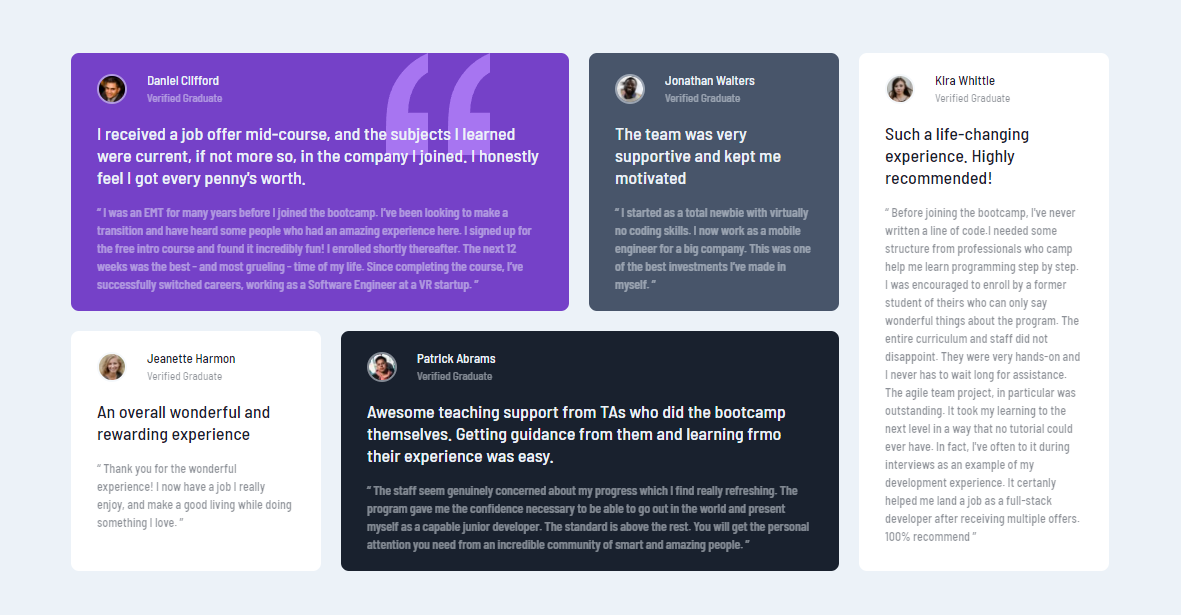 Daniel Clifford
Verified Graduate
I received a job offer mid-course, and the subjects I learned
were current, if not more so, in the company I joined. I honestly
feel I got every penny's worth.
“ I was an EMT for many years before I joined the bootcamp. I've been looking to make a
transition and have heard some people who had an amazing experience here. I signed up for
the free intro course and found it incredibly fun! I enrolled shortly thereafter. The next 12
weeks was the best - and most grueling - time of my life. Since completing the course, I've
successfully switched careers, working as a Software Engineer at a VR startup. ”
Jonathan Walters
Verified Graduate
The team was very
supportive and kept me
motivated
“ I started as a total newbie with virtually
no coding skills. I now work as a mobile
engineer for a big company. This was one
of the best investments I've made in
myself. ”
Kira Whittle
Verified Graduate
Such a life-changing
experience. Highly
recommended!
“ Before joining the bootcamp, I've never
written a line of code.I needed some
structure from professionals who camp
help me learn programming step by step.
I was encouraged to enroll by a former
student of theirs who can only say
wonderful things about the program. The
entire curriculum and staff did not
disappoint. They were very hands-on and
I never has to wait long for assistance.
The agile team project, in particular was
outstanding. It took my learning to the
next level in a way that no tutorial could
ever have. In fact, I've often to it during
interviews as an example of my
development experience. It certanly
helped me land a job as a full-stack
developer after receiving multiple offers.
100% recommend ”
Jeanette Harmon
Verified Graduate
An overall wonderful and
rewarding experience
“ Thank you for the wonderful
experience! I now have a job I really
enjoy, and make a good living while doing
something I love. ”
Patrick Abrams
Verified Graduate
Awesome teaching support from TAs who did the bootcamp
themselves. Getting guidance from them and learning frmo
their experience was easy.
“ The staff seem genuinely concerned about my progress which I find really refreshing. The
program gave me the confidence necessary to be able to go out in the world and present
myself as a capable junior developer. The standard is above the rest. You will get the personal
attention you need from an incredible community of smart and amazing people. ”